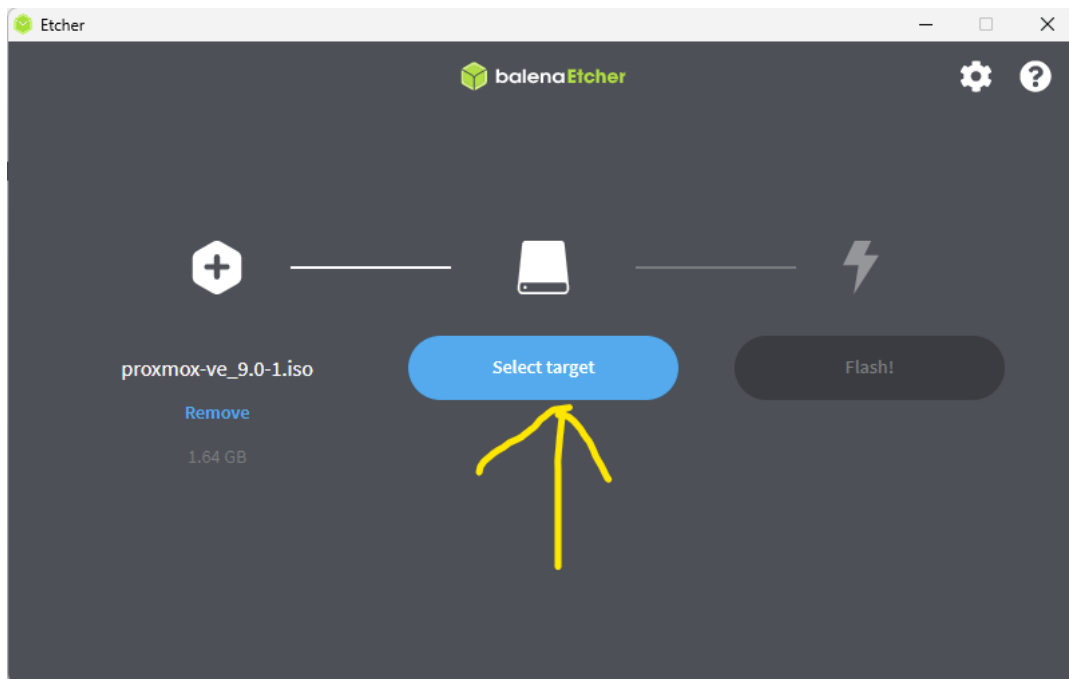 Etcher
balenaEtcher
proxmox-ve_9.0-1.iso
Select target
Flash!
Remove
1.64 GB